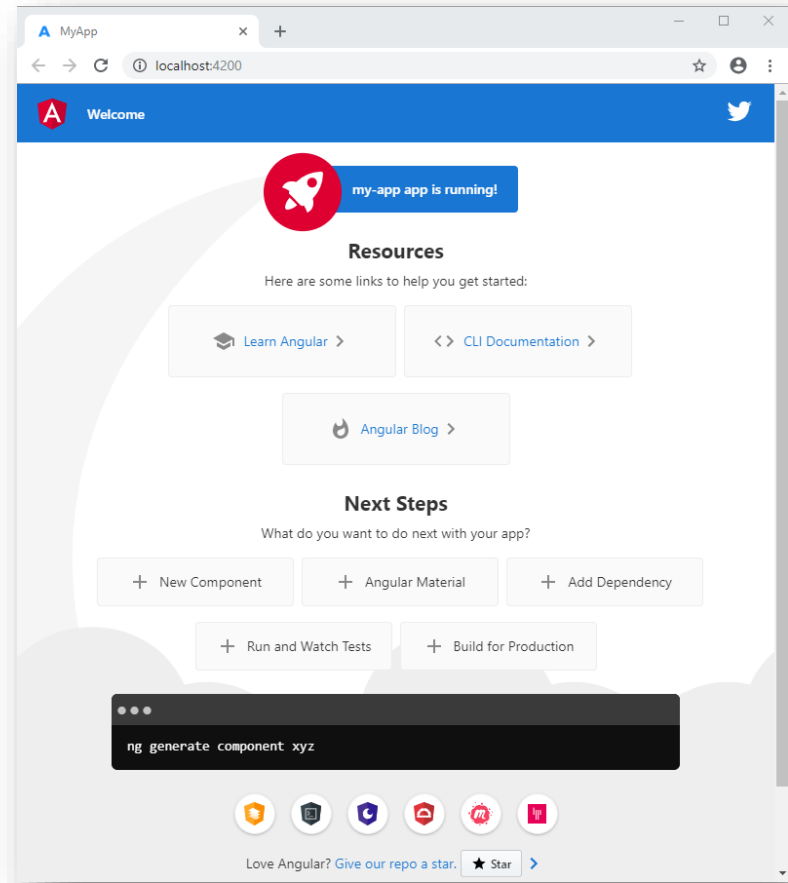 MyApp
localhost:4200
Welcome
my-app app is running!
Resources
Here are some links to help you get started:
Learn Angular
CLI Documentation
Angular Blog
Next Steps
What do you want to do next with your app?
New Component
Angular Material
Add Dependency
Run and Watch Tests
Build for Production
ng generate component xyz
Love Angular? Give our repo a star. Star